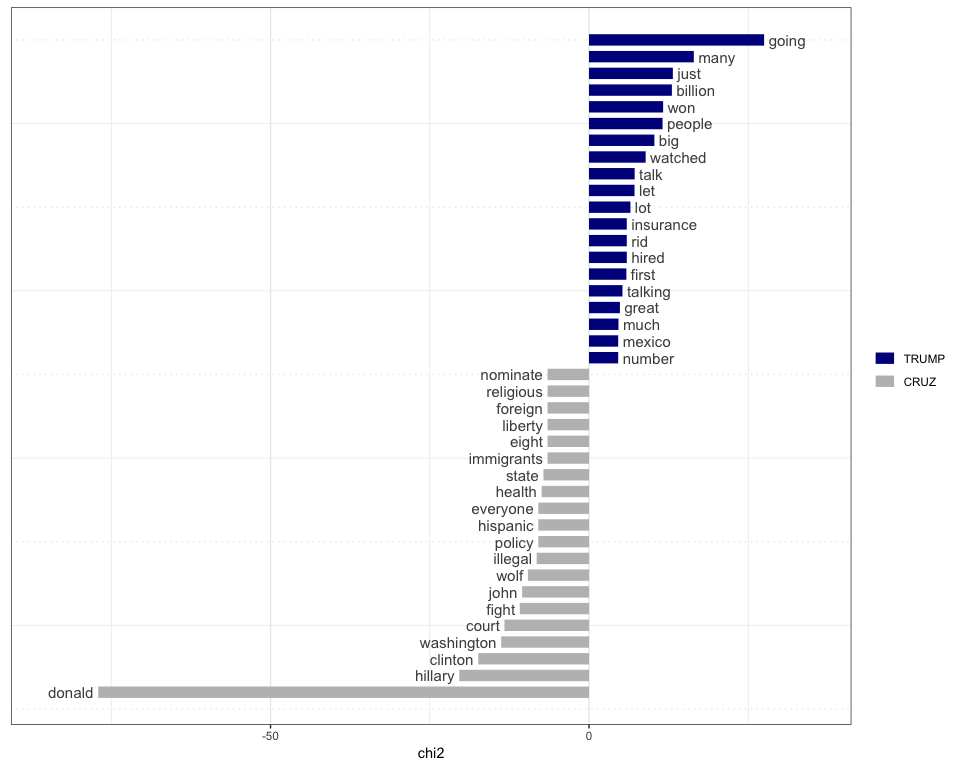 going
many
just
billion
won
people
big
watched
talk
let
lot
insurance
rid
hired
first
talking
great
much
mexico
number
nominate
religious
foreign
liberty
eight
immigrants
state
health
everyone
hispanic
policy
illegal
wolf
john
fight
court
washington
clinton
hillary
donald
TRUMP
CRUZ
-50 0
chi2